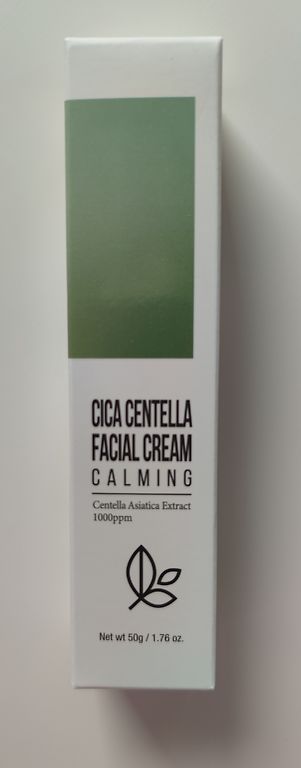 CICA CENTELLA
FACIAL CREAM
CALMING
Centella Asiatica Extract
1000ppm
Net wt 50g / 1.76 oz.